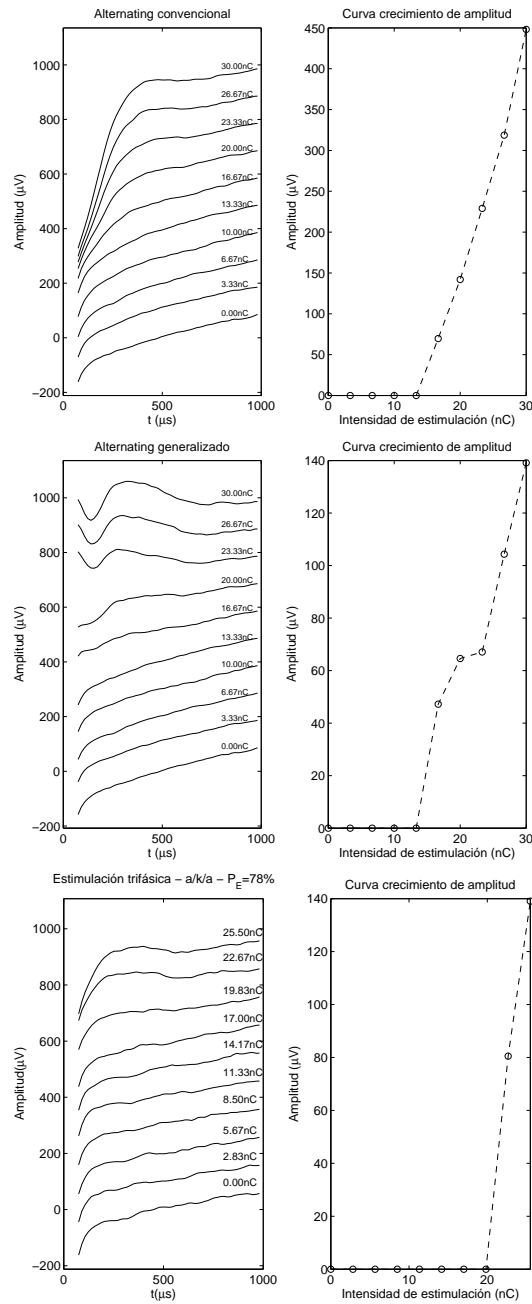 Alternating convencional
1000
800
600
400
200
0
−200
Amplitud (μV)
30.00nC
26.67nC
23.33nC
20.00nC
16.67nC
13.33nC
10.00nC
6.67nC
3.33nC
0.00nC
0 500 1000
t (μs)
Curva crecimiento de amplitud
450
400
350
300
250
200
150
100
50
0
Amplitud (μV)
0 10 20 30
Intensidad de estimulación (nC)
Alternating generalizado
1000
800
600
400
200
0
−200
Amplitud (μV)
30.00nC
26.67nC
23.33nC
20.00nC
16.67nC
13.33nC
10.00nC
6.67nC
3.33nC
0.00nC
0 500 1000
t (μs)
Curva crecimiento de amplitud
140
120
100
80
60
40
20
0
Amplitud (μV)
0 10 20 30
Intensidad de estimulación (nC)
Estimulación trifásica − a/k/a − P_E=78%
1000
800
600
400
200
0
−200
Amplitud(μV)
25.50nC
22.67nC
19.83nC
17.00nC
14.17nC
11.33nC
8.50nC
5.67nC
2.83nC
0.00nC
0 500 1000
t(μs)
Curva crecimiento de amplitud
140
120
100
80
60
40
20
0
Amplitud (μV)
0 10 20
Intensidad de estimulación (nC)